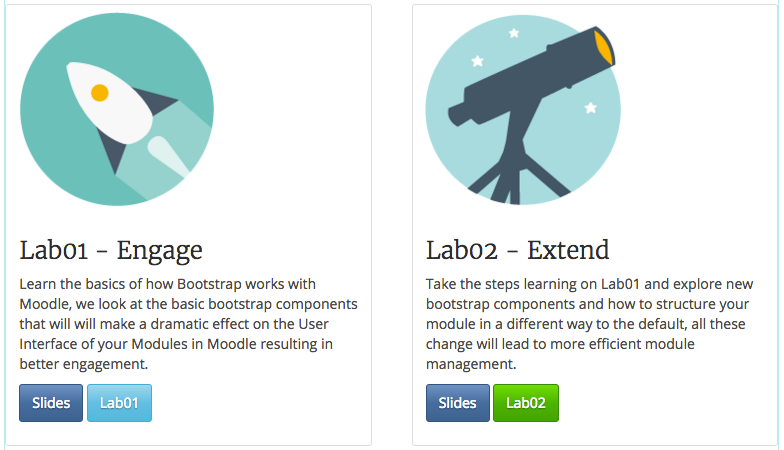 Lab01 - Engage
Learn the basics of how Bootstrap works with
Moodle, we look at the basic bootstrap components
that will will make a dramatic effect on the User
Interface of your Modules in Moodle resulting in
better engagement.
Slides Lab01
Lab02 - Extend
Take the steps learning on Lab01 and explore new
bootstrap components and how to structure your
module in a different way to the default, all these
change will lead to more efficient module
management.
Slides Lab02